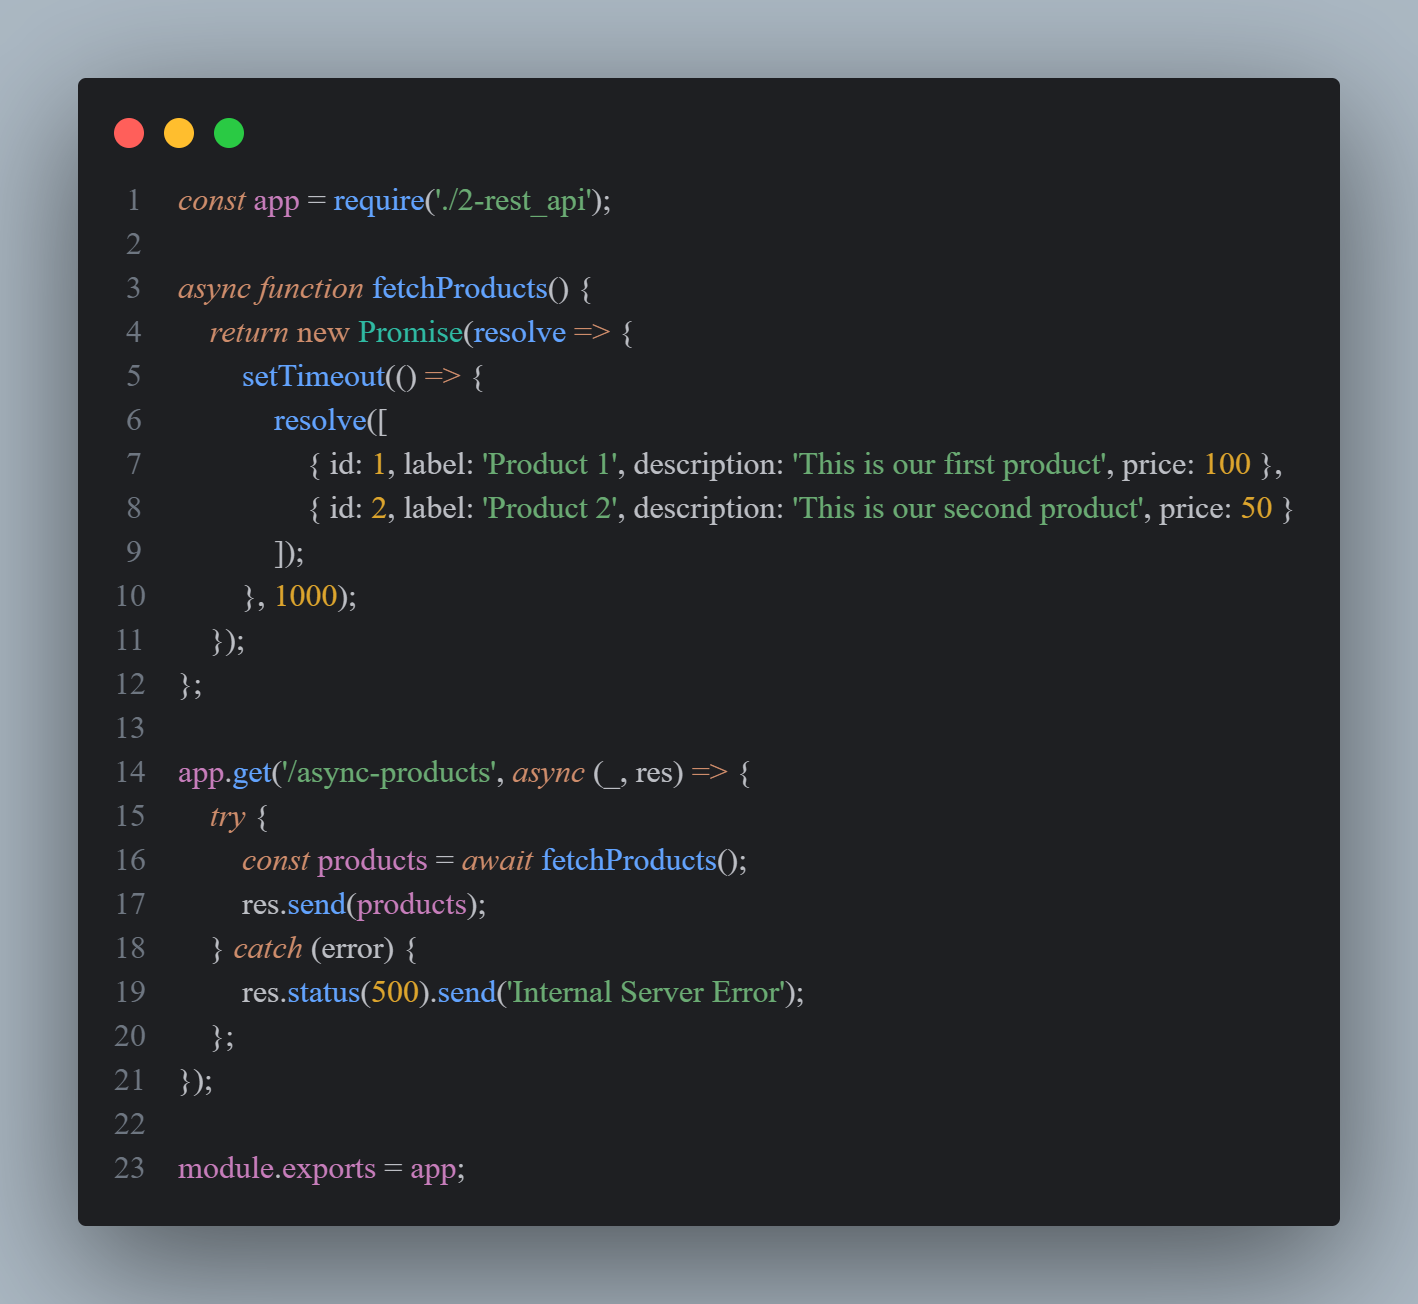 1 const app = require('./2-rest_api');
2
3 async function fetchProducts() {
4     return new Promise(resolve => {
5         setTimeout(() => {
6             resolve([
7                 { id: 1, label: 'Product 1', description: 'This is our first product', price: 100 },
8                 { id: 2, label: 'Product 2', description: 'This is our second product', price: 50 }
9             ]);
10         }, 1000);
11     });
12 };
13
14 app.get('/async-products', async (_, res) => {
15     try {
16         const products = await fetchProducts();
17         res.send(products);
18     } catch (error) {
19         res.status(500).send('Internal Server Error');
20     };
21 });
22
23 module.exports = app;